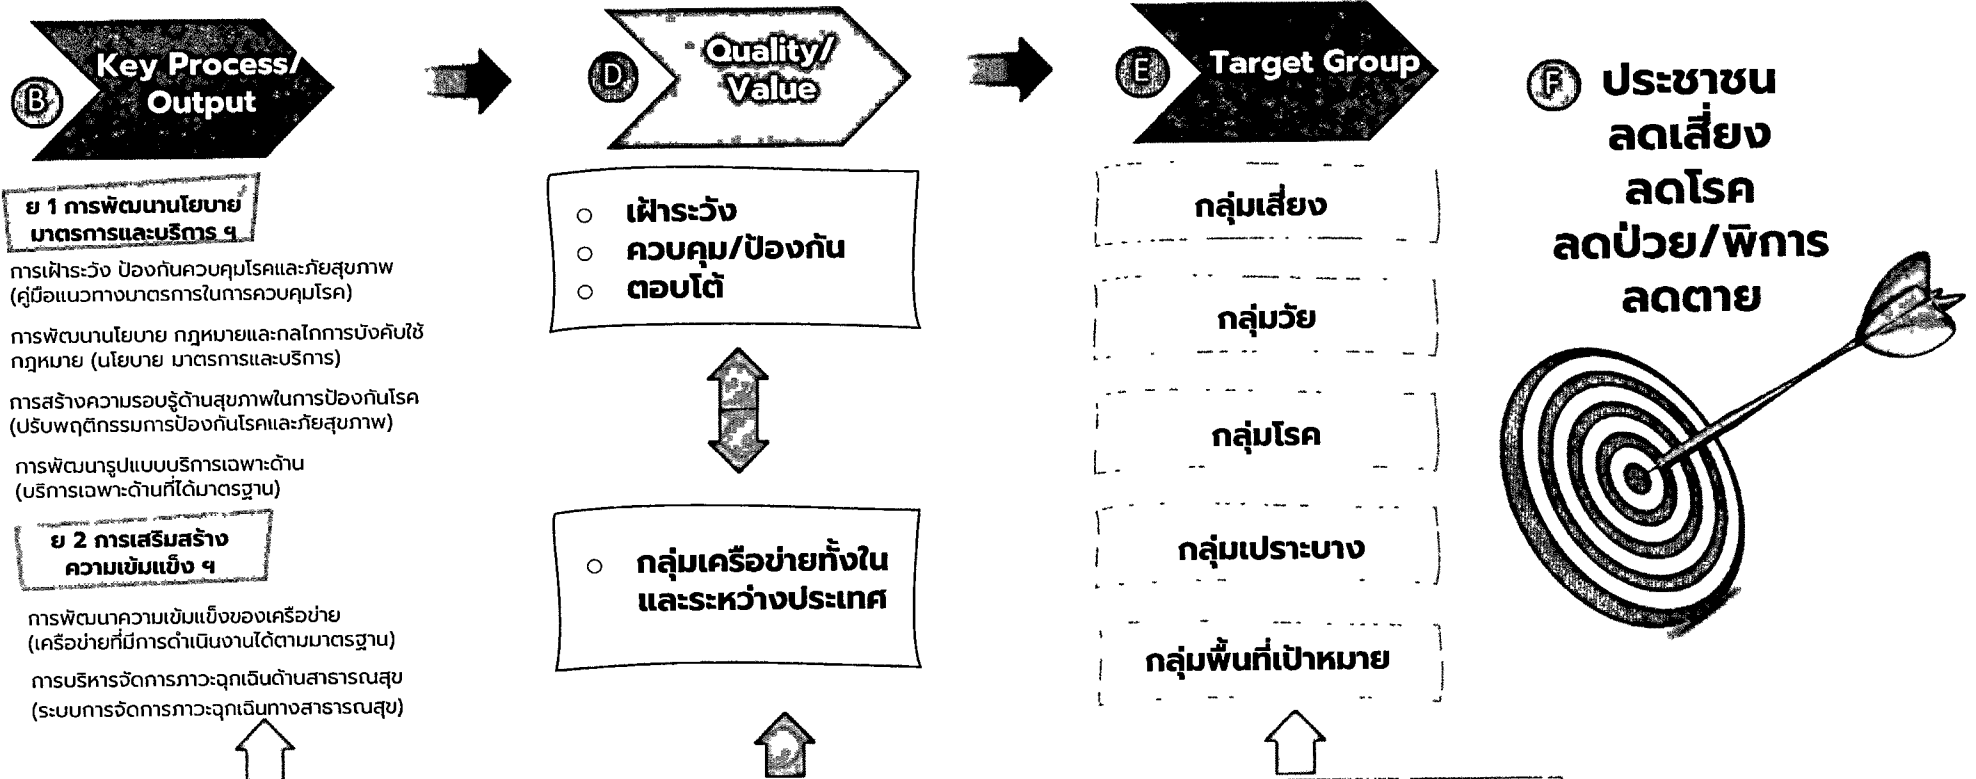 B
Key Process/
Output
ย 1 การพัฒนานโยบาย
มาตรการและบริการ ฯ
การเฝ้าระวัง ป้องกันควบคุมโรคและภัยสุขภาพ
(คู่มือแนวทางมาตรการในการควบคุมโรค)
การพัฒนานโยบาย กฎหมายและกลไกการบังคับใช้
กฎหมาย (นโยบาย มาตรการและบริการ)
การสร้างความรอบรู้ด้านสุขภาพในการป้องกันโรค
(ปรับพฤติกรรมการป้องกันโรคและภัยสุขภาพ)
การพัฒนารูปแบบบริการเฉพาะด้าน
(บริการเฉพาะด้านที่ได้มาตรฐาน)
ย 2 การเสริมสร้าง
ความเข้มแข็ง ฯ
การพัฒนาความเข้มแข็งของเครือข่าย
(เครือข่ายที่มีการดำเนินงานได้ตามมาตรฐาน)
การบริหารจัดการภาวะฉุกเฉินด้านสาธารณสุข
(ระบบการจัดการภาวะฉุกเฉินทางสาธารณสุข)
D
Quality/
Value
เฝ้าระวัง
ควบคุม/ป้องกัน
ตอบโต้
กลุ่มเครือข่ายทั้งใน
และระหว่างประเทศ
E
Target Group
กลุ่มเสี่ยง
กลุ่มวัย
กลุ่มโรค
กลุ่มเปราะบาง
กลุ่มพื้นที่เป้าหมาย
F
ประชาชน
ลดเสี่ยง
ลดโรค
ลดป่วย/พิการ
ลดตาย